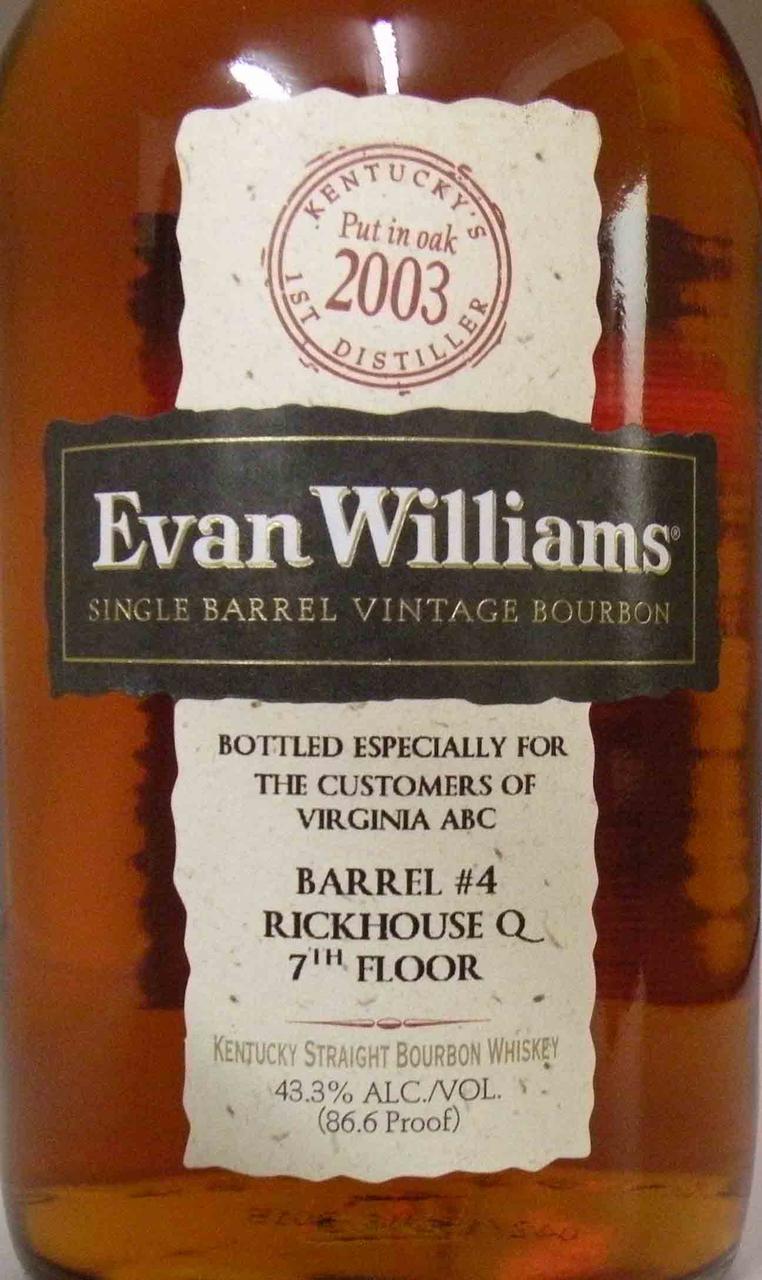 KENTUCKY'S
Put in oak
2003
1ST DISTILLER
Evan Williams®
SINGLE BARREL VINTAGE BOURBON
BOTTLED ESPECIALLY FOR
THE CUSTOMERS OF
VIRGINIA ABC
BARREL #4
RICKHOUSE Q
7TH FLOOR
KENTUCKY STRAIGHT BOURBON WHISKEY
43.3% ALC./VOL.
(86.6 Proof)